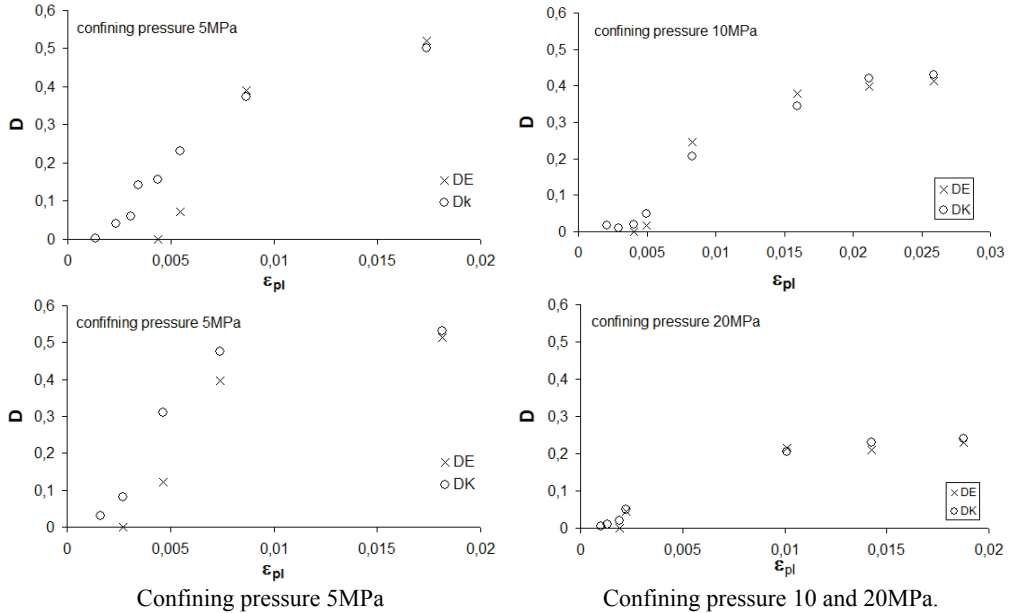 0,6
confining pressure 5MPa
0,5
0,4
D
0,3
0,2
0,1
0
× DE
○ Dk
0 0,005 0,01 0,015 0,02
εpl
0,6
confining pressure 10MPa
0,5
0,4
D
0,3
0,2
0,1
0
× DE
○ DK
0 0,005 0,01 0,015 0,02 0,025 0,03
εpl
0,6
confifning pressure 5MPa
0,5
0,4
D
0,3
0,2
0,1
0
× DE
○ DK
0 0,005 0,01 0,015 0,02
εpl
0,6
confining pressure 20MPa
0,5
0,4
D
0,3
0,2
0,1
0
× DE
○ DK
0 0,005 0,01 0,015 0,02
εpl
Confining pressure 5MPa
Confining pressure 10 and 20MPa.